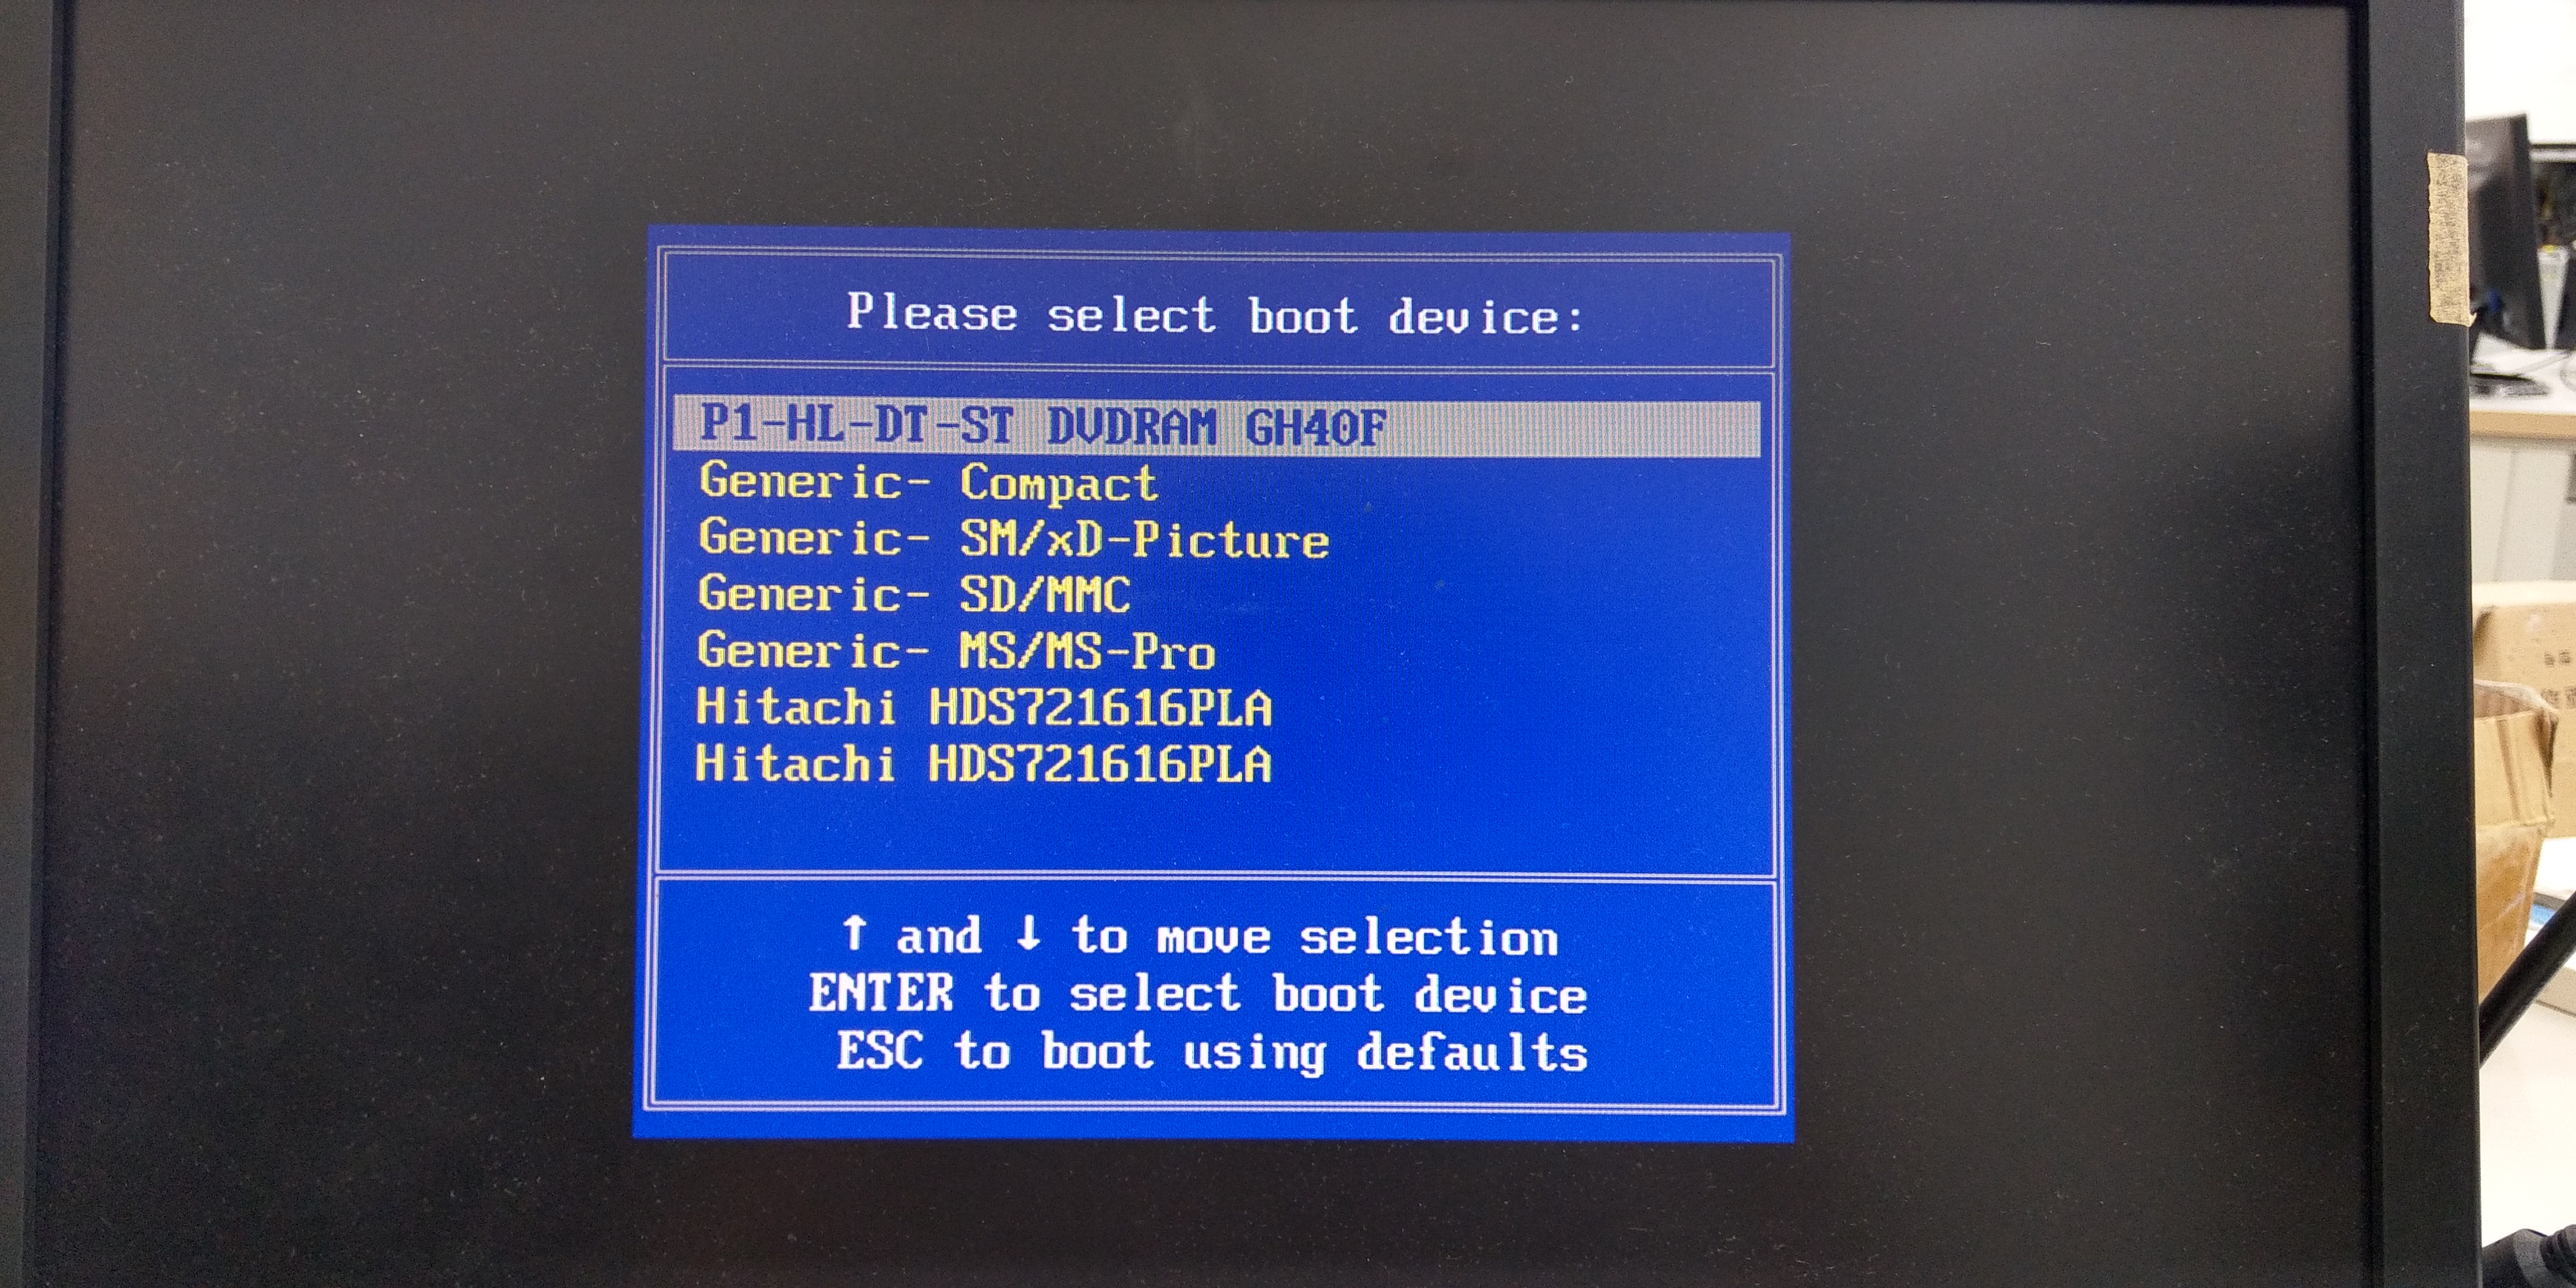 Please select boot device:
P1-HL-DT-ST DVDRAM GH40F
Generic- Compact
Generic- SM/xD-Picture
Generic- SD/MMC
Generic- MS/MS-Pro
Hitachi HDS721616PLA
Hitachi HDS721616PLA
↑ and ↓ to move selection
ENTER to select boot device
ESC to boot using defaults